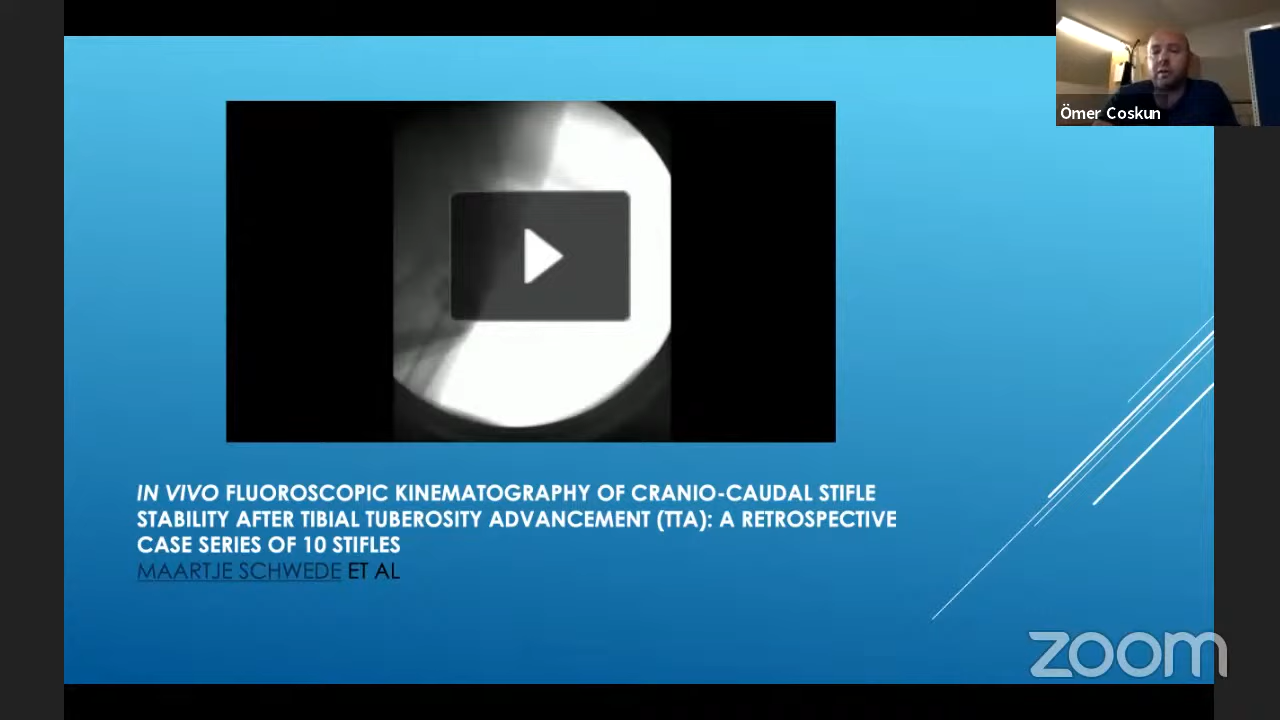 Ömer Coskun
IN VIVO FLUOROSCOPIC KINEMATOGRAPHY OF CRANIO-CAUDAL STIFLE
STABILITY AFTER TIBIAL TUBEROSITY ADVANCEMENT (TTA): A RETROSPECTIVE
CASE SERIES OF 10 STIFLES
MAARTJE SCHWEDE ET AL
zoom